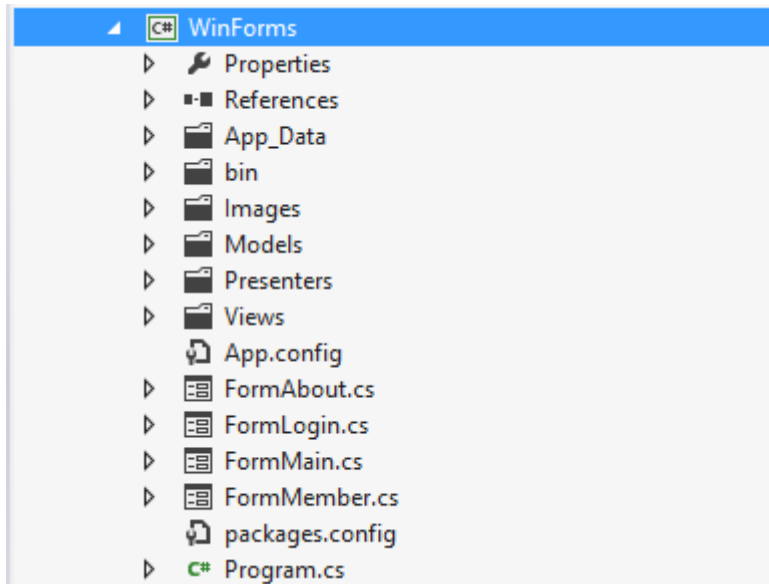 C# WinForms
Properties
References
App_Data
bin
Images
Models
Presenters
Views
App.config
FormAbout.cs
FormLogin.cs
FormMain.cs
FormMember.cs
packages.config
C# Program.cs